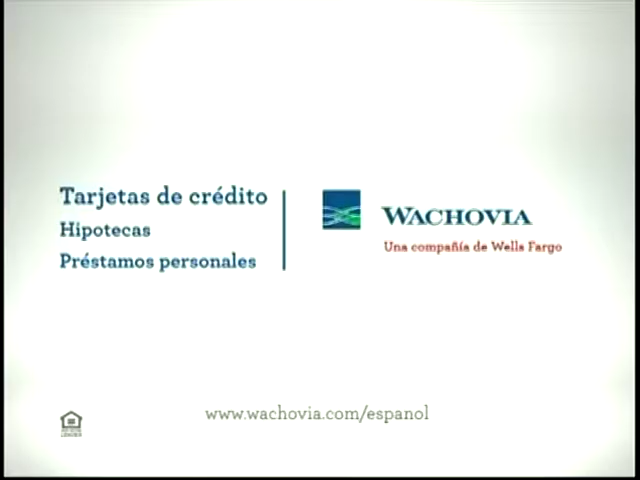 Tarjetas de crédito
Hipotecas
Préstamos personales
WACHOVIA
Una compañía de Wells Fargo
www.wachovia.com/espanol